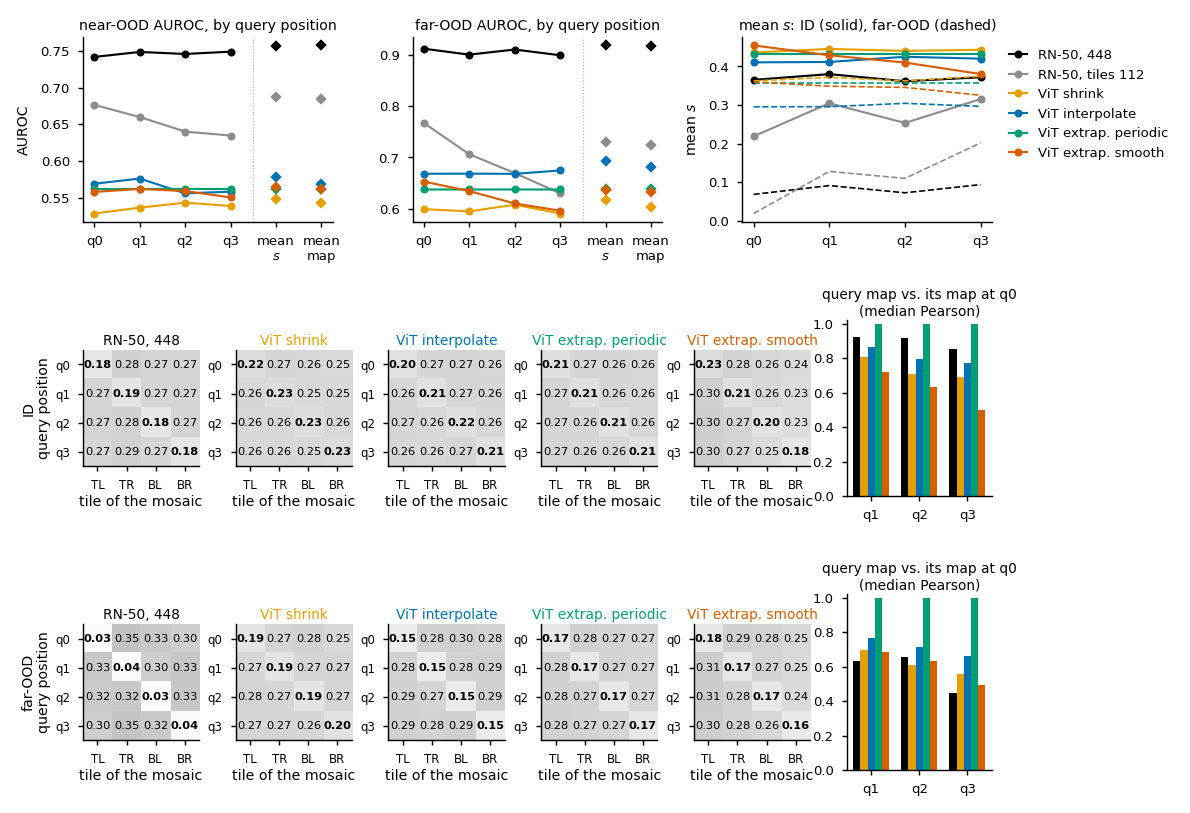 near-OOD AUROC, by query position
far-OOD AUROC, by query position
mean s: ID (solid), far-OOD (dashed)
AUROC
0.75
0.70
0.65
0.60
0.55
q0 q1 q2 q3 mean s mean map
0.9
0.8
0.7
0.6
q0 q1 q2 q3 mean s mean map
mean s
0.4
0.3
0.2
0.1
0.0
q0 q1 q2 q3
RN-50, 448
RN-50, tiles 112
ViT shrink
ViT interpolate
ViT extrap. periodic
ViT extrap. smooth
ID
query position
RN-50, 448
q0 0.18 0.28 0.27 0.27
q1 0.27 0.19 0.27 0.27
q2 0.27 0.28 0.18 0.27
q3 0.27 0.29 0.27 0.18
TL TR BL BR
tile of the mosaic
ViT shrink
q0 0.22 0.27 0.26 0.25
q1 0.26 0.23 0.25 0.25
q2 0.26 0.26 0.23 0.26
q3 0.26 0.26 0.25 0.23
TL TR BL BR
tile of the mosaic
ViT interpolate
q0 0.20 0.27 0.27 0.26
q1 0.26 0.21 0.27 0.26
q2 0.27 0.26 0.22 0.26
q3 0.26 0.26 0.27 0.21
TL TR BL BR
tile of the mosaic
ViT extrap. periodic
q0 0.21 0.27 0.26 0.26
q1 0.27 0.21 0.26 0.26
q2 0.27 0.26 0.21 0.26
q3 0.27 0.26 0.26 0.21
TL TR BL BR
tile of the mosaic
ViT extrap. smooth
q0 0.23 0.28 0.26 0.24
q1 0.30 0.21 0.26 0.23
q2 0.30 0.27 0.20 0.23
q3 0.30 0.27 0.25 0.18
TL TR BL BR
tile of the mosaic
query map vs. its map at q0
(median Pearson)
1.0
0.8
0.6
0.4
0.2
0.0
q1 q2 q3
far-OOD
query position
RN-50, 448
q0 0.03 0.35 0.33 0.30
q1 0.33 0.04 0.30 0.33
q2 0.32 0.32 0.03 0.33
q3 0.30 0.35 0.32 0.04
TL TR BL BR
tile of the mosaic
ViT shrink
q0 0.19 0.27 0.28 0.25
q1 0.27 0.19 0.27 0.27
q2 0.28 0.27 0.19 0.27
q3 0.27 0.27 0.26 0.20
TL TR BL BR
tile of the mosaic
ViT interpolate
q0 0.15 0.28 0.30 0.28
q1 0.28 0.15 0.28 0.29
q2 0.29 0.27 0.15 0.29
q3 0.29 0.28 0.29 0.15
TL TR BL BR
tile of the mosaic
ViT extrap. periodic
q0 0.17 0.28 0.27 0.27
q1 0.28 0.17 0.27 0.27
q2 0.28 0.27 0.17 0.27
q3 0.28 0.27 0.27 0.17
TL TR BL BR
tile of the mosaic
ViT extrap. smooth
q0 0.18 0.29 0.28 0.25
q1 0.31 0.17 0.27 0.25
q2 0.31 0.28 0.17 0.24
q3 0.30 0.28 0.26 0.16
TL TR BL BR
tile of the mosaic
query map vs. its map at q0
(median Pearson)
1.0
0.8
0.6
0.4
0.2
0.0
q1 q2 q3